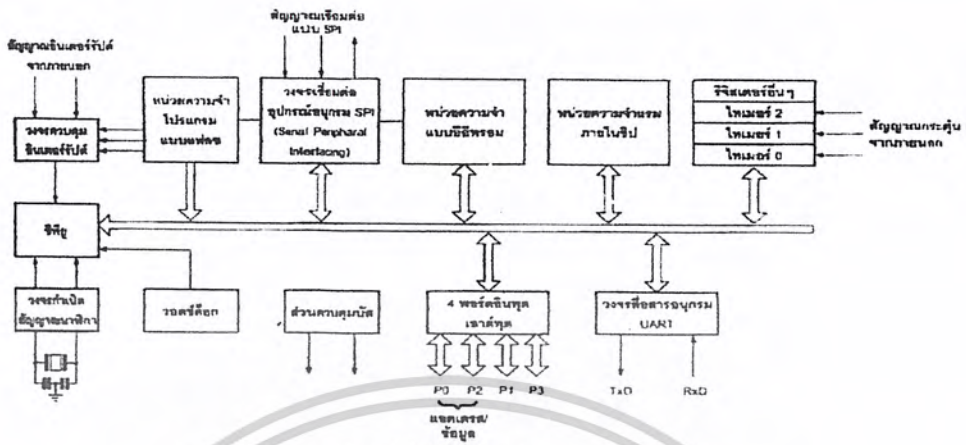 สัญญาณเชื่อมต่อ
แบบ SPI
สัญญาณอินเตอร์รัปต์
จากภายนอก
วงจรควบคุม
อินเตอร์รัปต์
หน่วยความจำ
โปรแกรม
แบบแฟลช
วงจรเชื่อมต่อ
อุปกรณ์อนุกรม SPI
(Serial Peripharal
Interfacing)
หน่วยความจำ
แบบอีอีพรอม
หน่วยความจำแรม
ภายในชิป
รีจิสเตอร์อื่นๆ
ไทเมอร์ 2
ไทเมอร์ 1
ไทเมอร์ 0
สัญญาณกระตุ้น
จากภายนอก
ซีพียู
วงจรกำเนิด
สัญญาณนาฬิกา
วอตช์ด็อก
ส่วนควบคุมบัส
4 พอร์ตอินพุต
เอาต์พุต
วงจรสื่อสารอนุกรม
UART
P0 P2 P1 P3
TxD RxD
แอดเดรส/
ข้อมูล